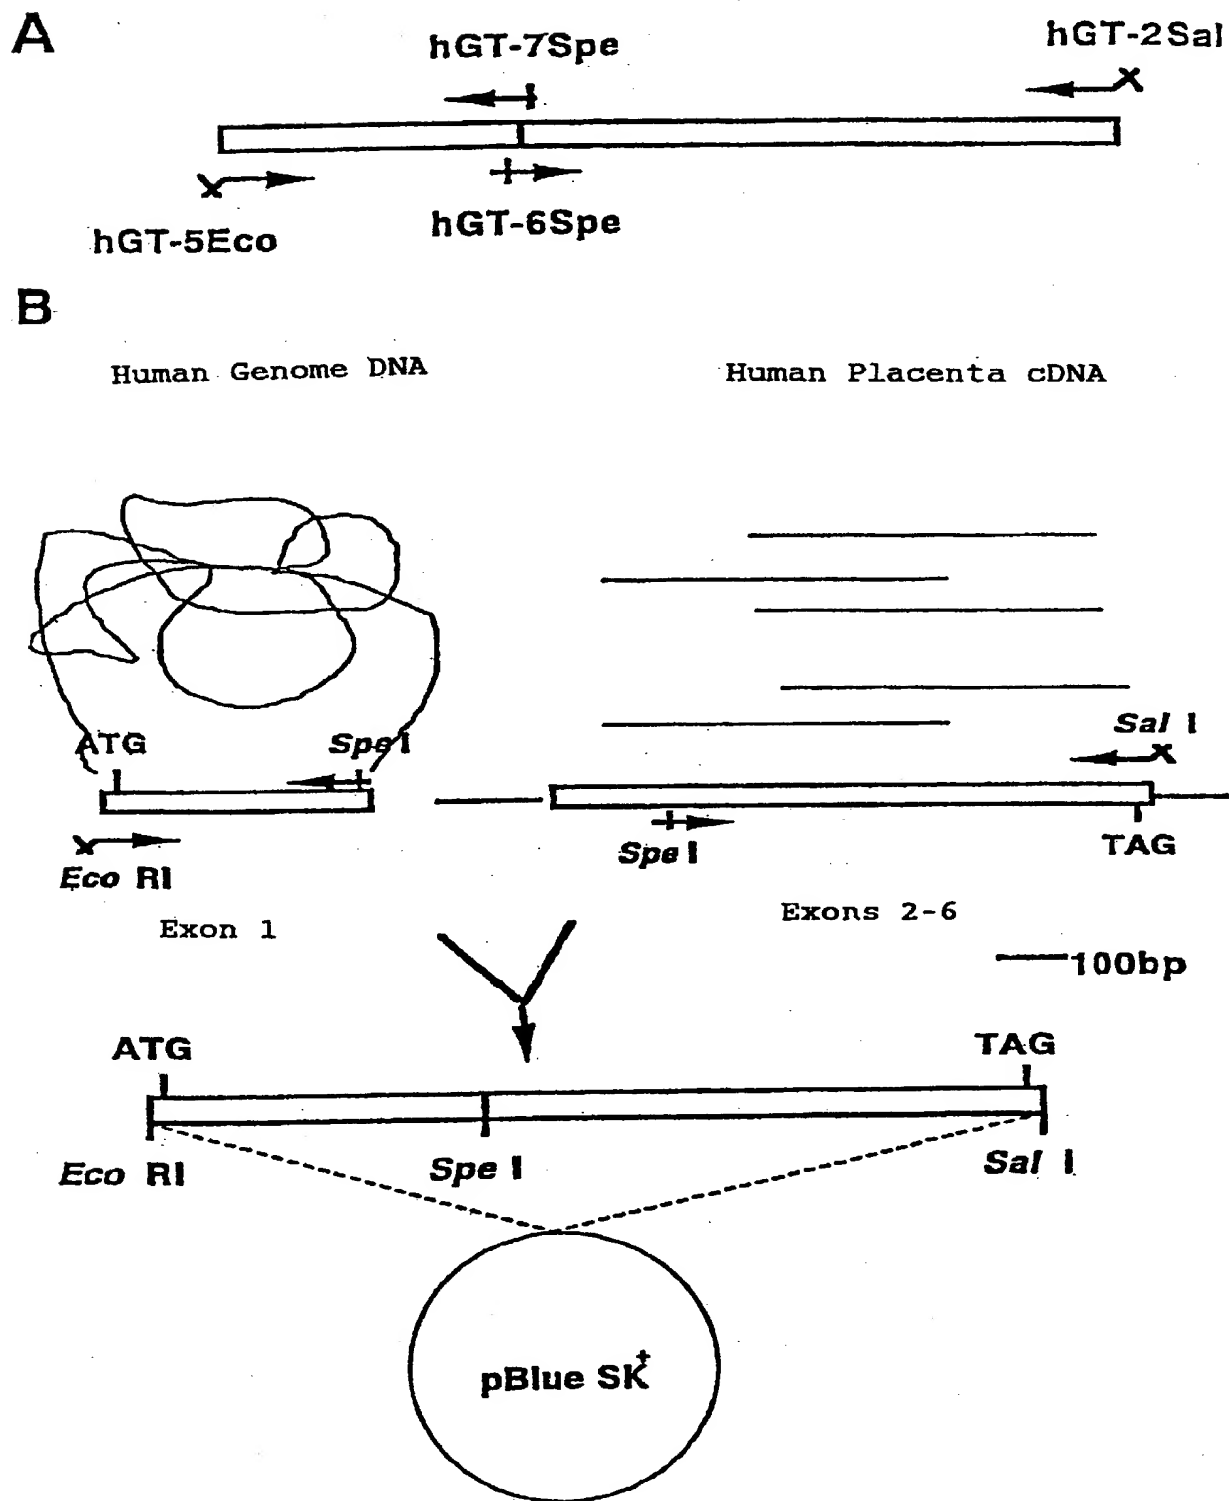 A
hGT-7Spe
hGT-2Sal
hGT-5Eco
hGT-6Spe
B
Human Genome DNA
Human Placenta cDNA
ATG
Spe I
Sal I
Eco RI
Spe I
TAG
Exon 1
Exons 2-6
100bp
ATG
TAG
Eco RI
Spe I
Sal I
pBlue SK+